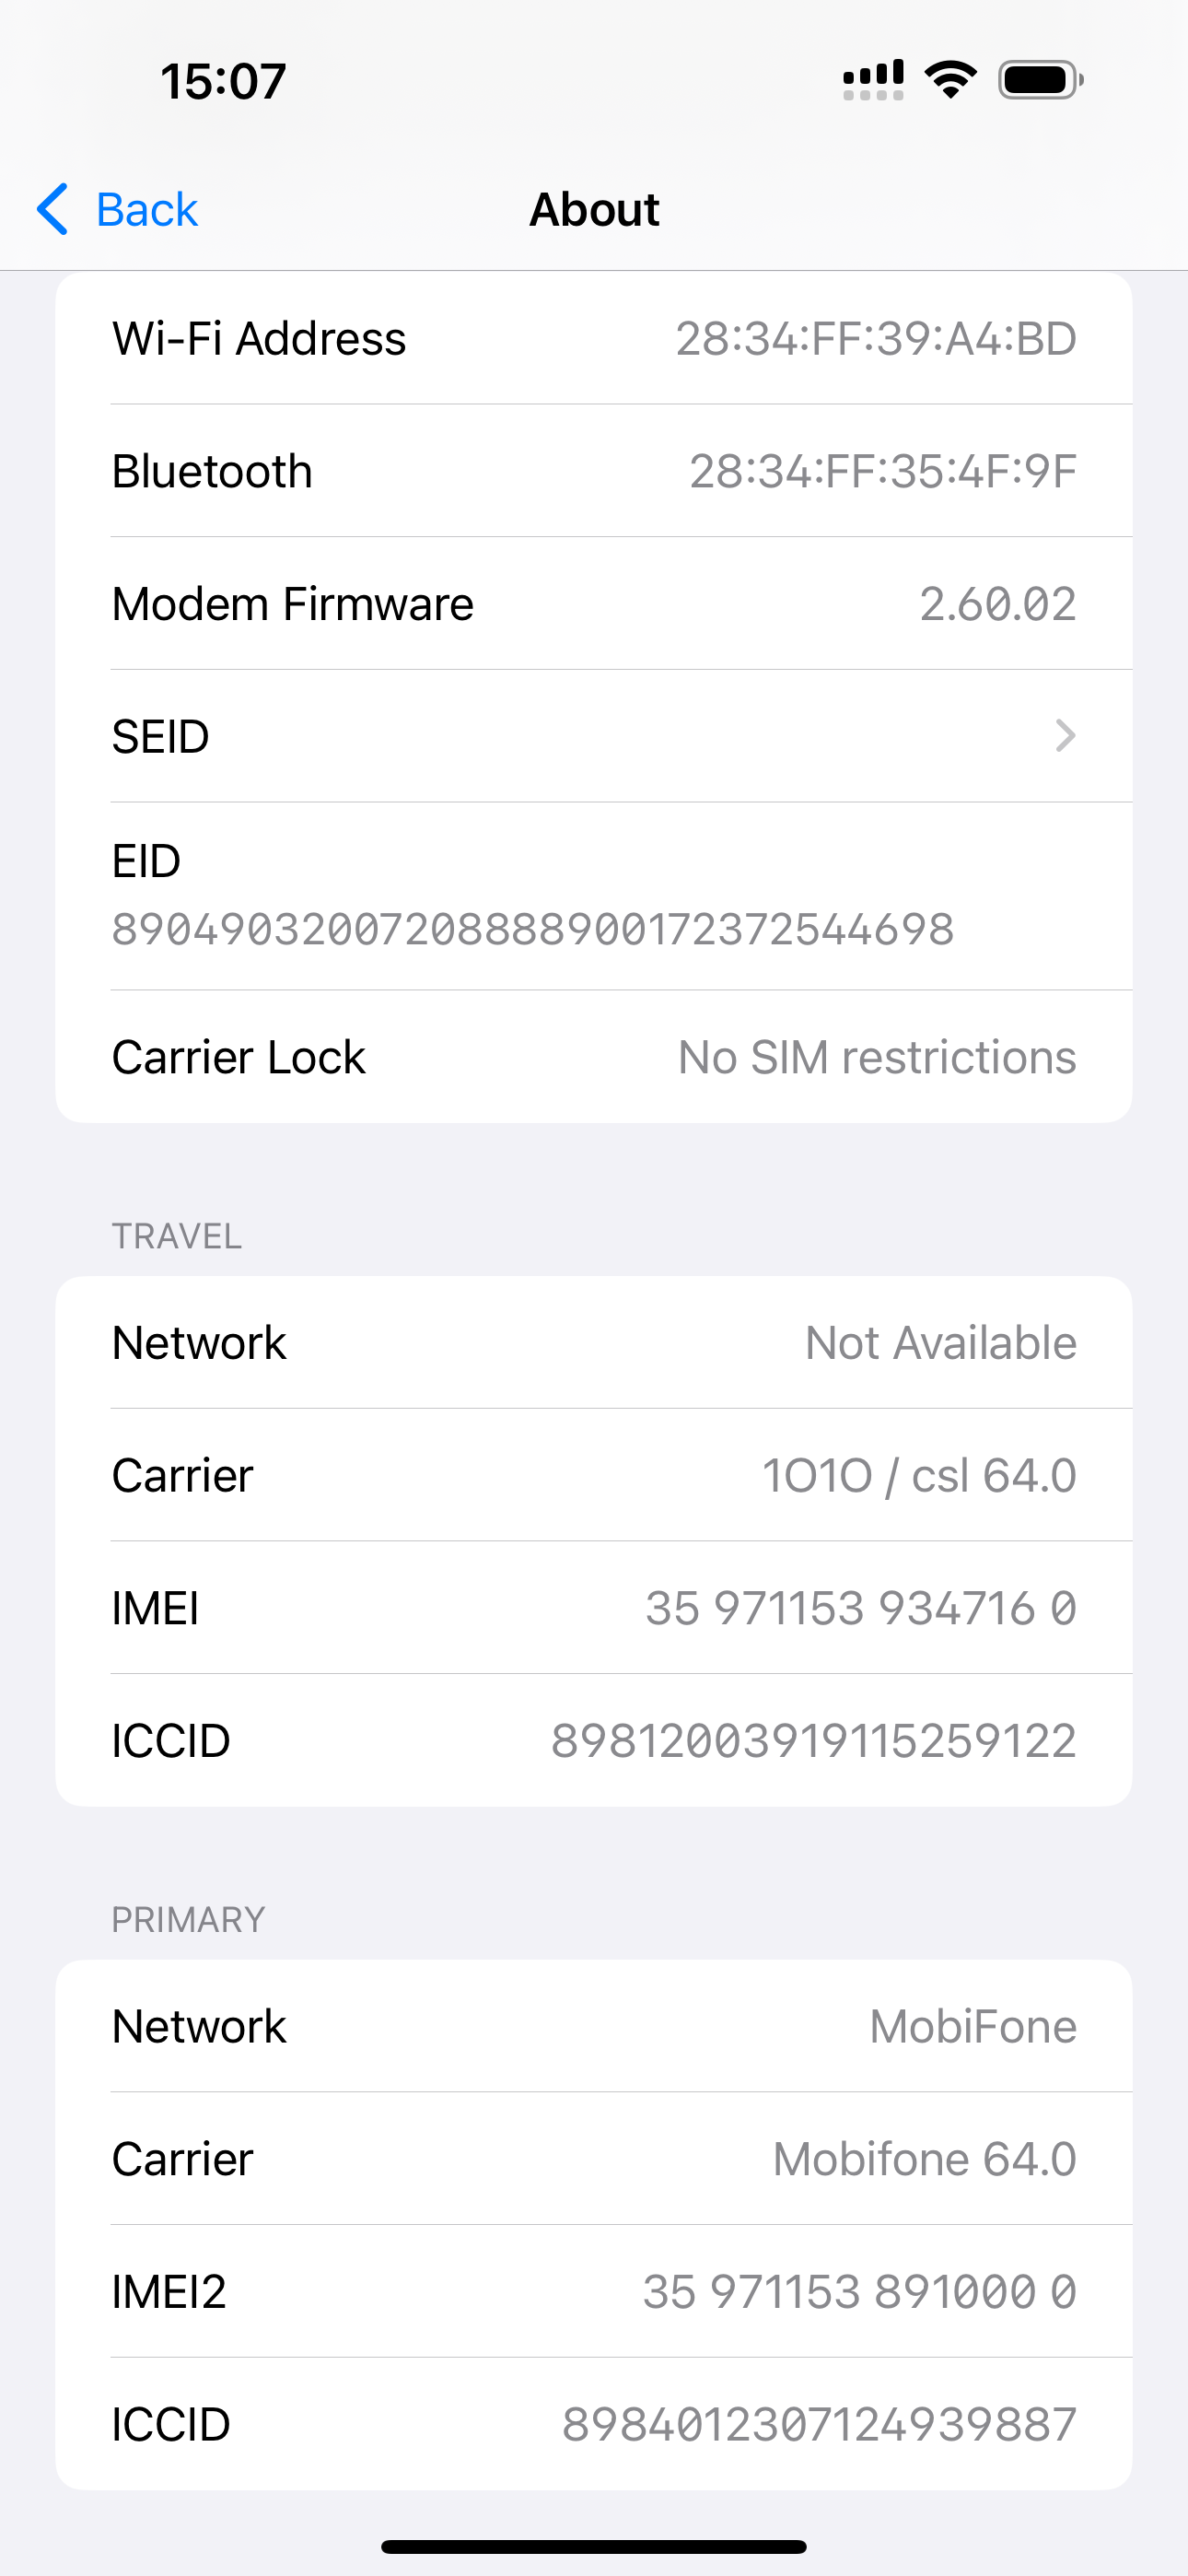 15:07
Back
About
Wi-Fi Address 28:34:FF:39:A4:BD
Bluetooth 28:34:FF:35:4F:9F
Modem Firmware 2.60.02
SEID
EID
89049032007208888900172372544698
Carrier Lock No SIM restrictions
TRAVEL
Network Not Available
Carrier 1O1O / csl 64.0
IMEI 35 971153 934716 0
ICCID 89812003919115259122
PRIMARY
Network MobiFone
Carrier Mobifone 64.0
IMEI2 35 971153 891000 0
ICCID 8984012307124939887